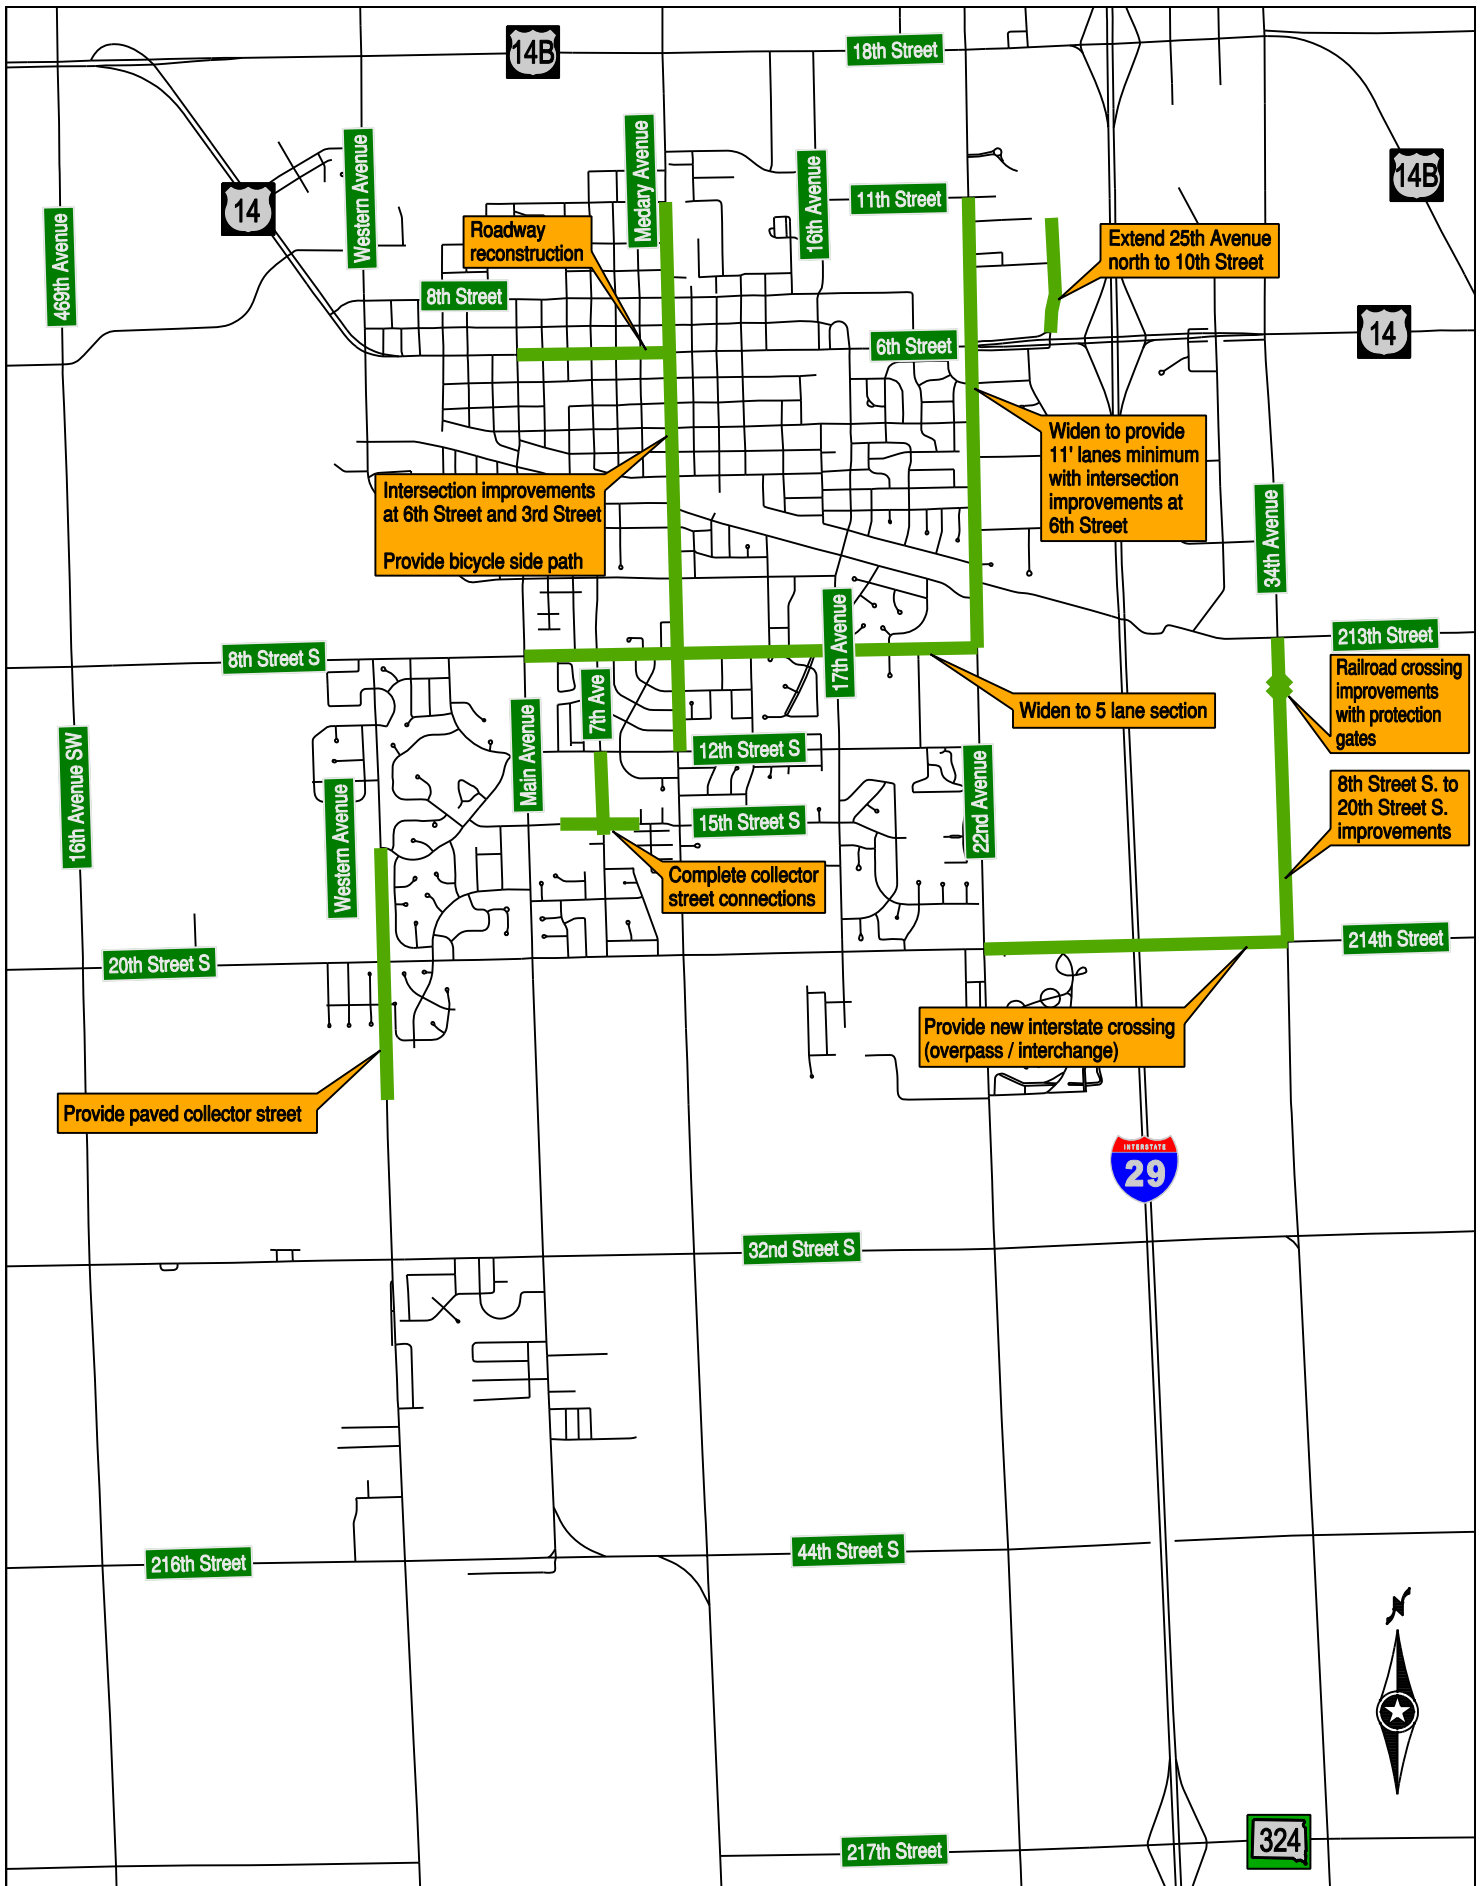 14B
18th Street
14B
Western Avenue
Medary Avenue
16th Avenue
11th Street
14
469th Avenue
Roadway
reconstruction
Extend 25th Avenue
north to 10th Street
8th Street
14
6th Street
Widen to provide
11' lanes minimum
with intersection
improvements at
6th Street
Intersection improvements
at 6th Street and 3rd Street
Provide bicycle side path
34th Avenue
17th Avenue
213th Street
8th Street S
7th Ave
Railroad crossing
improvements
with protection
gates
Main Avenue
Widen to 5 lane section
16th Avenue SW
12th Street S
22nd Avenue
Western Avenue
8th Street S. to
20th Street S.
improvements
15th Street S
Complete collector
street connections
20th Street S
214th Street
Provide new interstate crossing
(overpass / interchange)
Provide paved collector street
INTERSTATE
29
32nd Street S
216th Street
44th Street S
N
217th Street
324